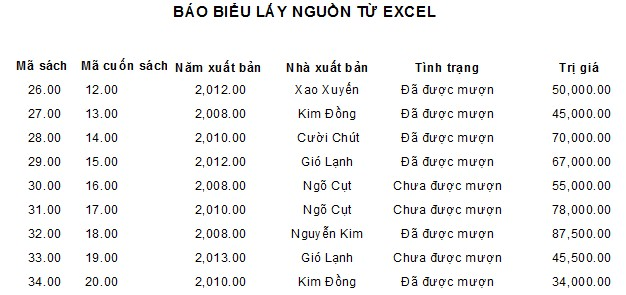 BÁO BIỂU LẤY NGUỒN TỪ EXCEL
Mã sách Mã cuốn sách Năm xuất bản Nhà xuất bản Tình trạng Trị giá
26.00 12.00 2,012.00 Xao Xuyến Đã được mượn 50,000.00
27.00 13.00 2,008.00 Kim Đồng Đã được mượn 45,000.00
28.00 14.00 2,010.00 Cười Chút Đã được mượn 70,000.00
29.00 15.00 2,012.00 Gió Lạnh Đã được mượn 67,000.00
30.00 16.00 2,008.00 Ngõ Cụt Chưa được mượn 55,000.00
31.00 17.00 2,010.00 Ngõ Cụt Chưa được mượn 78,000.00
32.00 18.00 2,008.00 Nguyễn Kim Đã được mượn 87,500.00
33.00 19.00 2,013.00 Gió Lạnh Chưa được mượn 45,500.00
34.00 20.00 2,010.00 Kim Đồng Đã được mượn 34,000.00